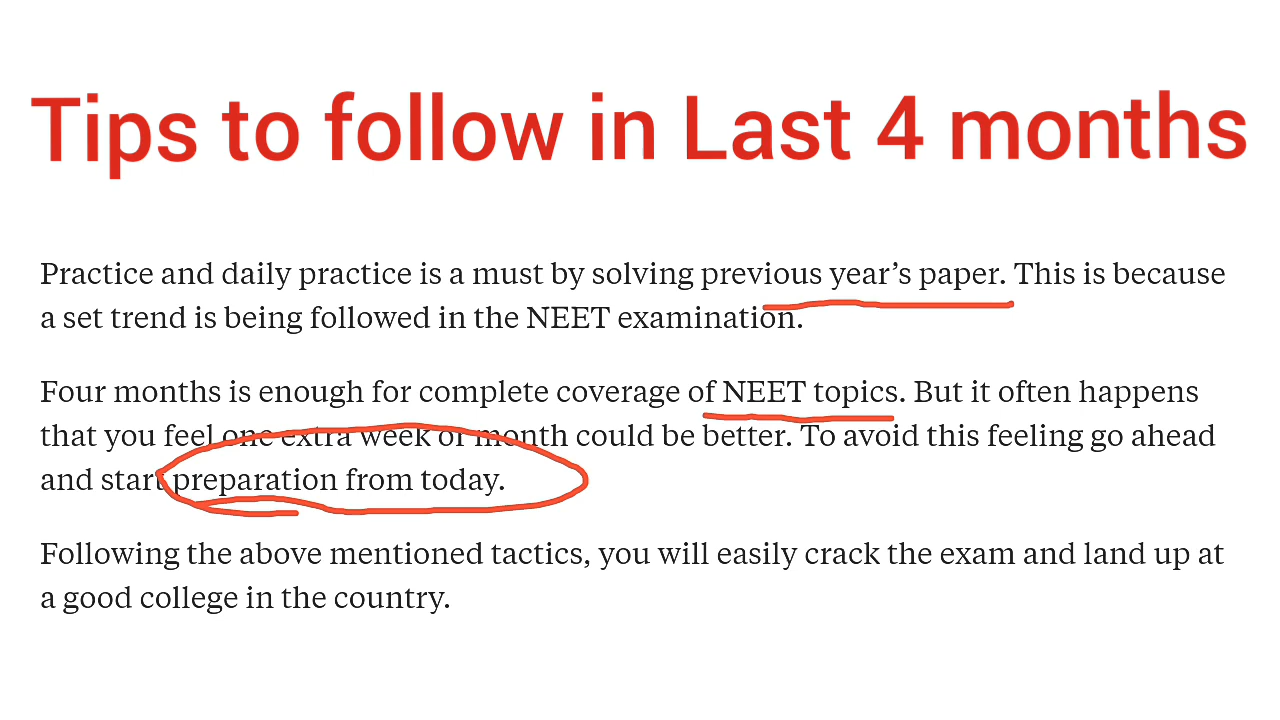 Tips to follow in Last 4 months
Practice and daily practice is a must by solving previous year’s paper. This is because
a set trend is being followed in the NEET examination.
Four months is enough for complete coverage of NEET topics. But it often happens
that you feel one extra week or month could be better. To avoid this feeling go ahead
and start preparation from today.
Following the above mentioned tactics, you will easily crack the exam and land up at
a good college in the country.